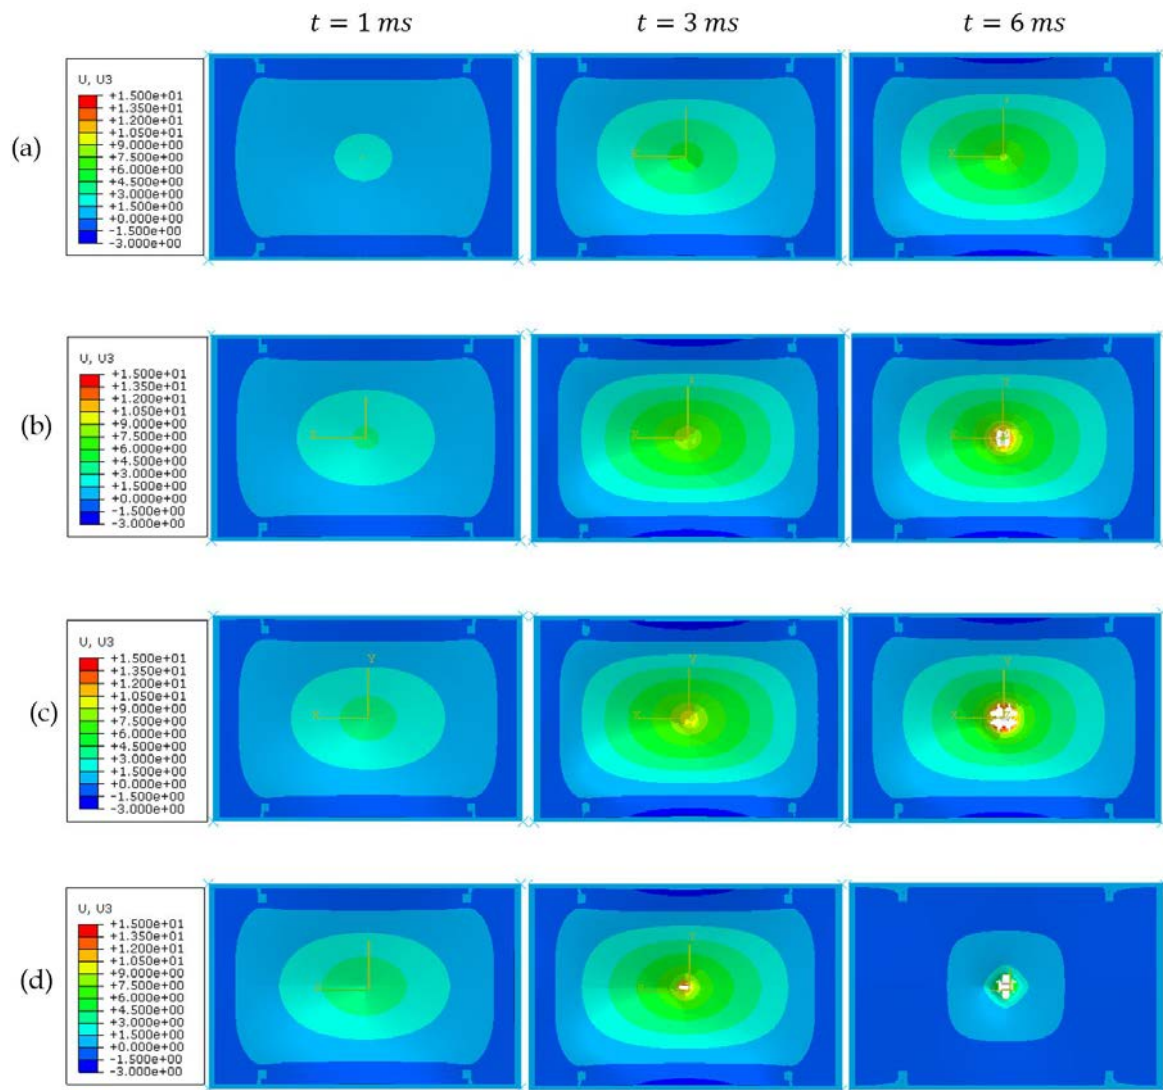 t = 1 ms
t = 3 ms
t = 6 ms
(a)
U, U3
+1.500e+01
+1.350e+01
+1.200e+01
+1.050e+01
+9.000e+00
+7.500e+00
+6.000e+00
+4.500e+00
+3.000e+00
+1.500e+00
+0.000e+00
-1.500e+00
-3.000e+00
X
X
(b)
U, U3
+1.500e+01
+1.350e+01
+1.200e+01
+1.050e+01
+9.000e+00
+7.500e+00
+6.000e+00
+4.500e+00
+3.000e+00
+1.500e+00
+0.000e+00
-1.500e+00
-3.000e+00
X
X
X
Y
(c)
U, U3
+1.500e+01
+1.350e+01
+1.200e+01
+1.050e+01
+9.000e+00
+7.500e+00
+6.000e+00
+4.500e+00
+3.000e+00
+1.500e+00
+0.000e+00
-1.500e+00
-3.000e+00
Y
X
Y
X
Y
X
(d)
U, U3
+1.500e+01
+1.350e+01
+1.200e+01
+1.050e+01
+9.000e+00
+7.500e+00
+6.000e+00
+4.500e+00
+3.000e+00
+1.500e+00
+0.000e+00
-1.500e+00
-3.000e+00